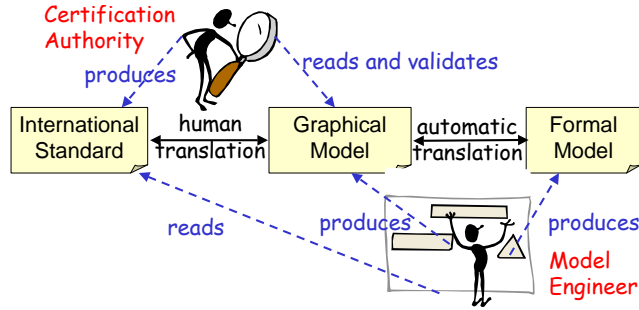 Certification
Authority
produces
reads and validates
International
Standard
human
translation
Graphical
Model
automatic
translation
Formal
Model
reads
produces
produces
Model
Engineer